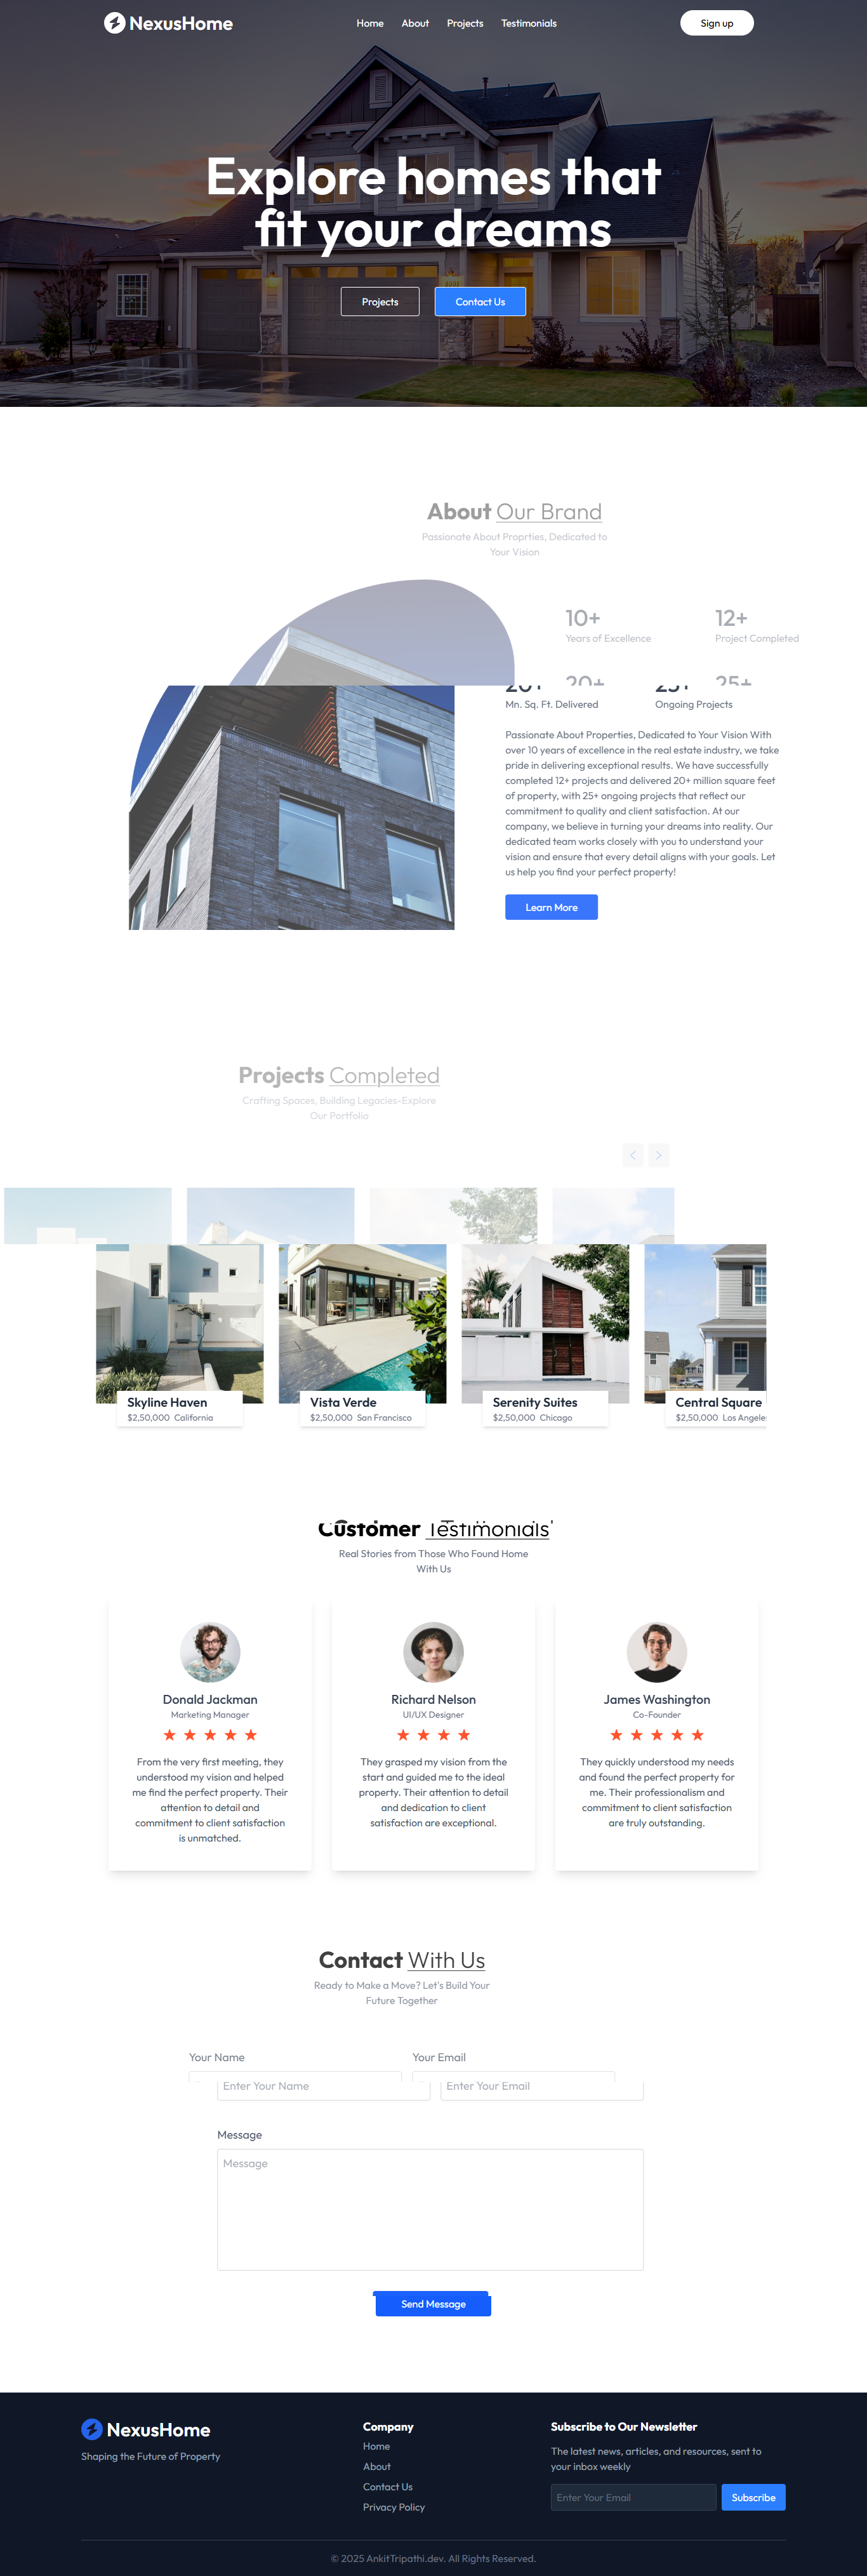 NexusHome
Home
About
Projects
Testimonials
Sign up
Explore homes that
fit your dreams
Projects
Contact Us
About Our Brand
Passionate About Proprties, Dedicated to
Your Vision
10+
Years of Excellence
12+
Project Completed
20+
25+
20+
Mn. Sq. Ft. Delivered
25+
Ongoing Projects
Passionate About Properties, Dedicated to Your Vision With
over 10 years of excellence in the real estate industry, we take
pride in delivering exceptional results. We have successfully
completed 12+ projects and delivered 20+ million square feet
of property, with 25+ ongoing projects that reflect our
commitment to quality and client satisfaction. At our
company, we believe in turning your dreams into reality. Our
dedicated team works closely with you to understand your
vision and ensure that every detail aligns with your goals. Let
us help you find your perfect property!
Learn More
Projects Completed
Crafting Spaces, Building Legacies-Explore
Our Portfolio
Skyline Haven
$2,50,000 California
Vista Verde
$2,50,000 San Francisco
Serenity Suites
$2,50,000 Chicago
Central Square
$2,50,000 Los Angeles
Customer Testimonials
Real Stories from Those Who Found Home
With Us
Donald Jackman
Marketing Manager
From the very first meeting, they
understood my vision and helped
me find the perfect property. Their
attention to detail and
commitment to client satisfaction
is unmatched.
Richard Nelson
UI/UX Designer
They grasped my vision from the
start and guided me to the ideal
property. Their attention to detail
and dedication to client
satisfaction are exceptional.
James Washington
Co-Founder
They quickly understood my needs
and found the perfect property for
me. Their professionalism and
commitment to client satisfaction
are truly outstanding.
Contact With Us
Ready to Make a Move? Let's Build Your
Future Together
Your Name
Your Email
Enter Your Name
Enter Your Email
Message
Message
Send Message
NexusHome
Shaping the Future of Property
Company
Home
About
Contact Us
Privacy Policy
Subscribe to Our Newsletter
The latest news, articles, and resources, sent to
your inbox weekly
Enter Your Email
Subscribe
© 2025 AnkitTripathi.dev. All Rights Reserved.